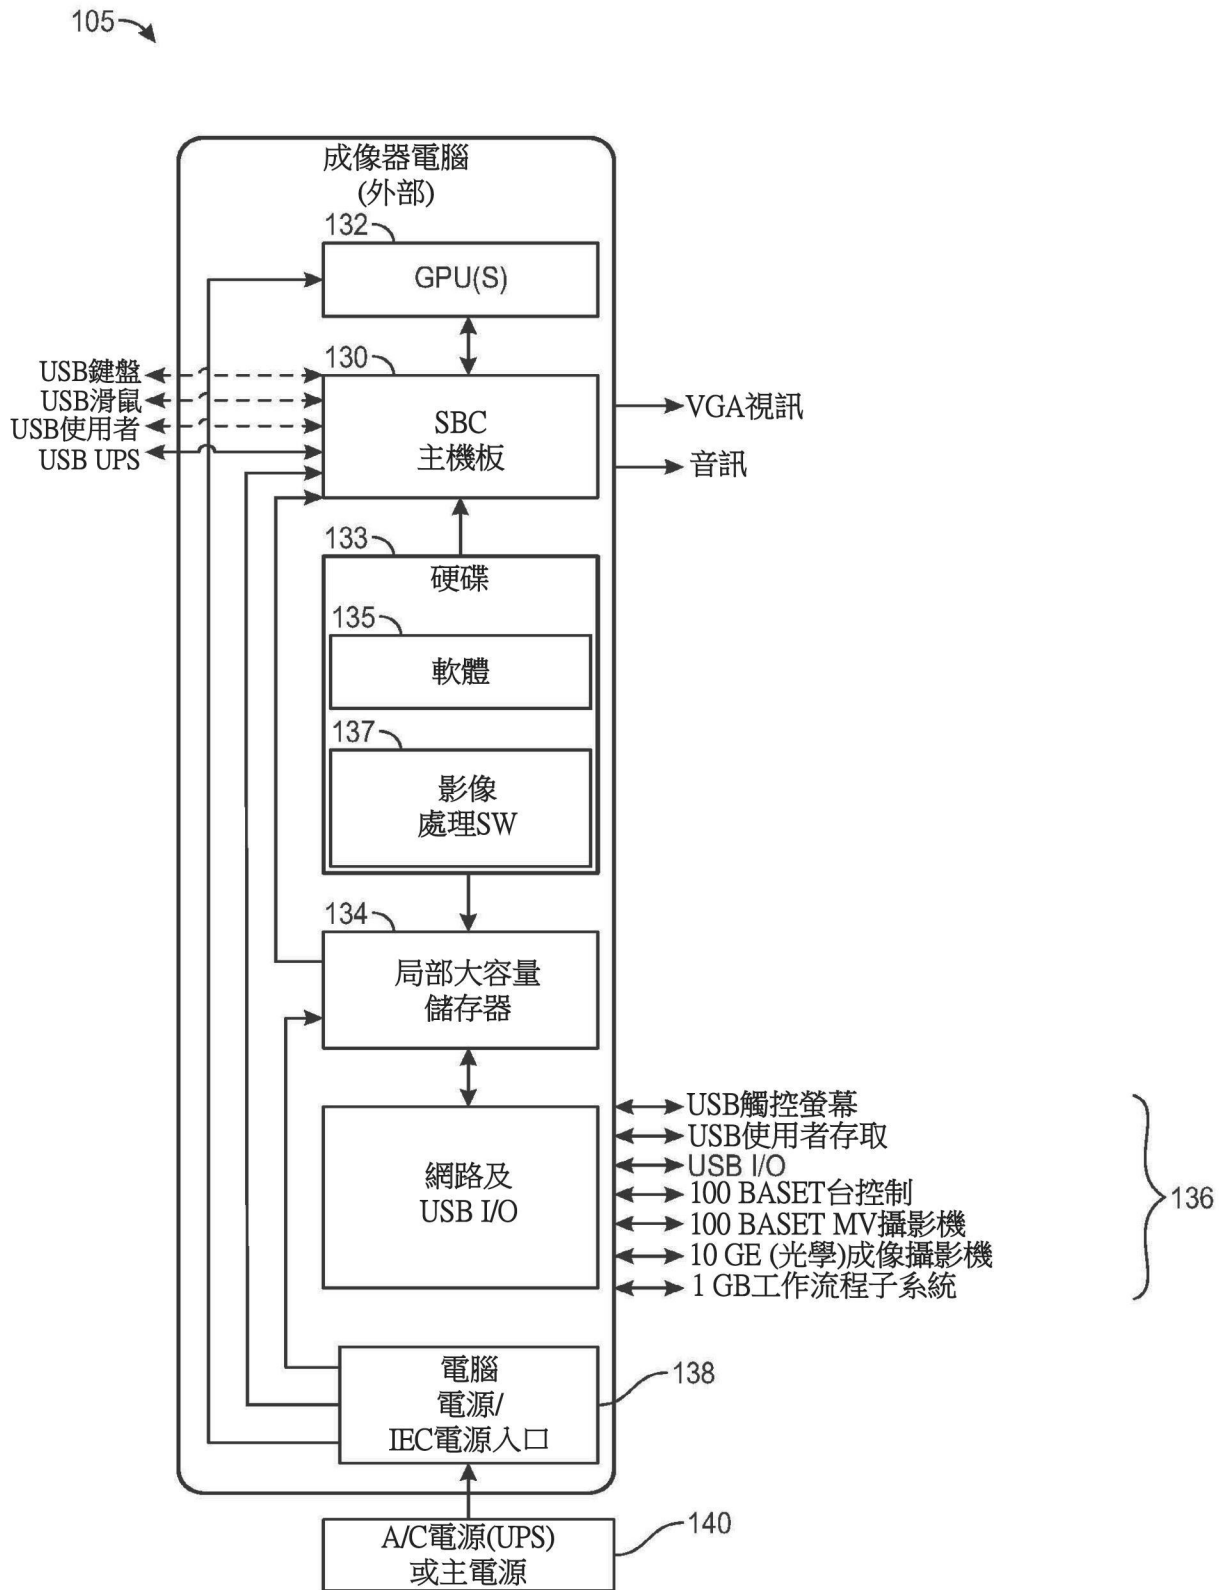 105
成像器電腦
(外部)
132
GPU(S)
130
SBC
主機板
USB鍵盤
USB滑鼠
USB使用者
USB UPS
VGA視訊
音訊
133
硬碟
135
軟體
137
影像
處理SW
134
局部大容量
儲存器
網路及
USB I/O
USB觸控螢幕
USB使用者存取
USB I/O
100 BASET台控制
100 BASET MV攝影機
10 GE (光學)成像攝影機
1 GB工作流程子系統
136
電腦
電源/
IEC電源入口
138
A/C電源(UPS)
或主電源
140